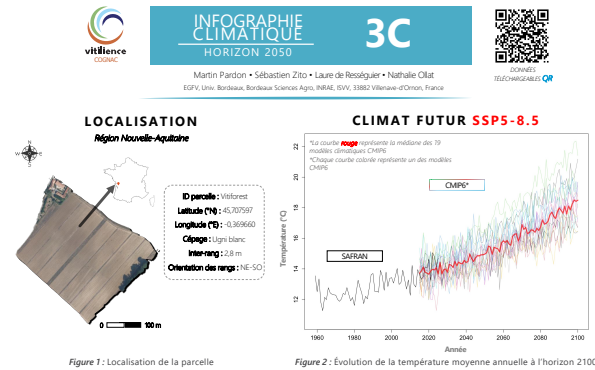 vitilience
COGNAC
INFOGRAPHIE
CLIMATIQUE
HORIZON 2050
3C
DONNÉES
TÉLÉCHARGEABLES QR
Martin Pardon • Sébastien Zito • Laure de Rességuier • Nathalie Ollat
EGFV, Univ. Bordeaux, Bordeaux Sciences Agro, INRAE, ISVV, 33882 Villenave-d'Ornon, France
LOCALISATION
Région Nouvelle-Aquitaine
N
E
S
ID parcelle : Vitiforest
Latitude (°N) : 45,707597
Longitude (°E) : -0,369660
Cépage : Ugni blanc
Inter-rang : 2,8 m
Orientation des rangs : NE-SO
0
100 m
Figure 1 : Localisation de la parcelle
CLIMAT FUTUR SSP5-8.5
*La courbe rouge représente la médiane des 19
modèles climatiques CMIP6
*Chaque courbe colorée représente un des modèles
CMIP6
CMIP6*
SAFRAN
Température (°C)
22
20
18
16
14
12
1960
1980
2000
2020
2040
2060
2080
2100
Année
Figure 2 : Évolution de la température moyenne annuelle à l'horizon 2100